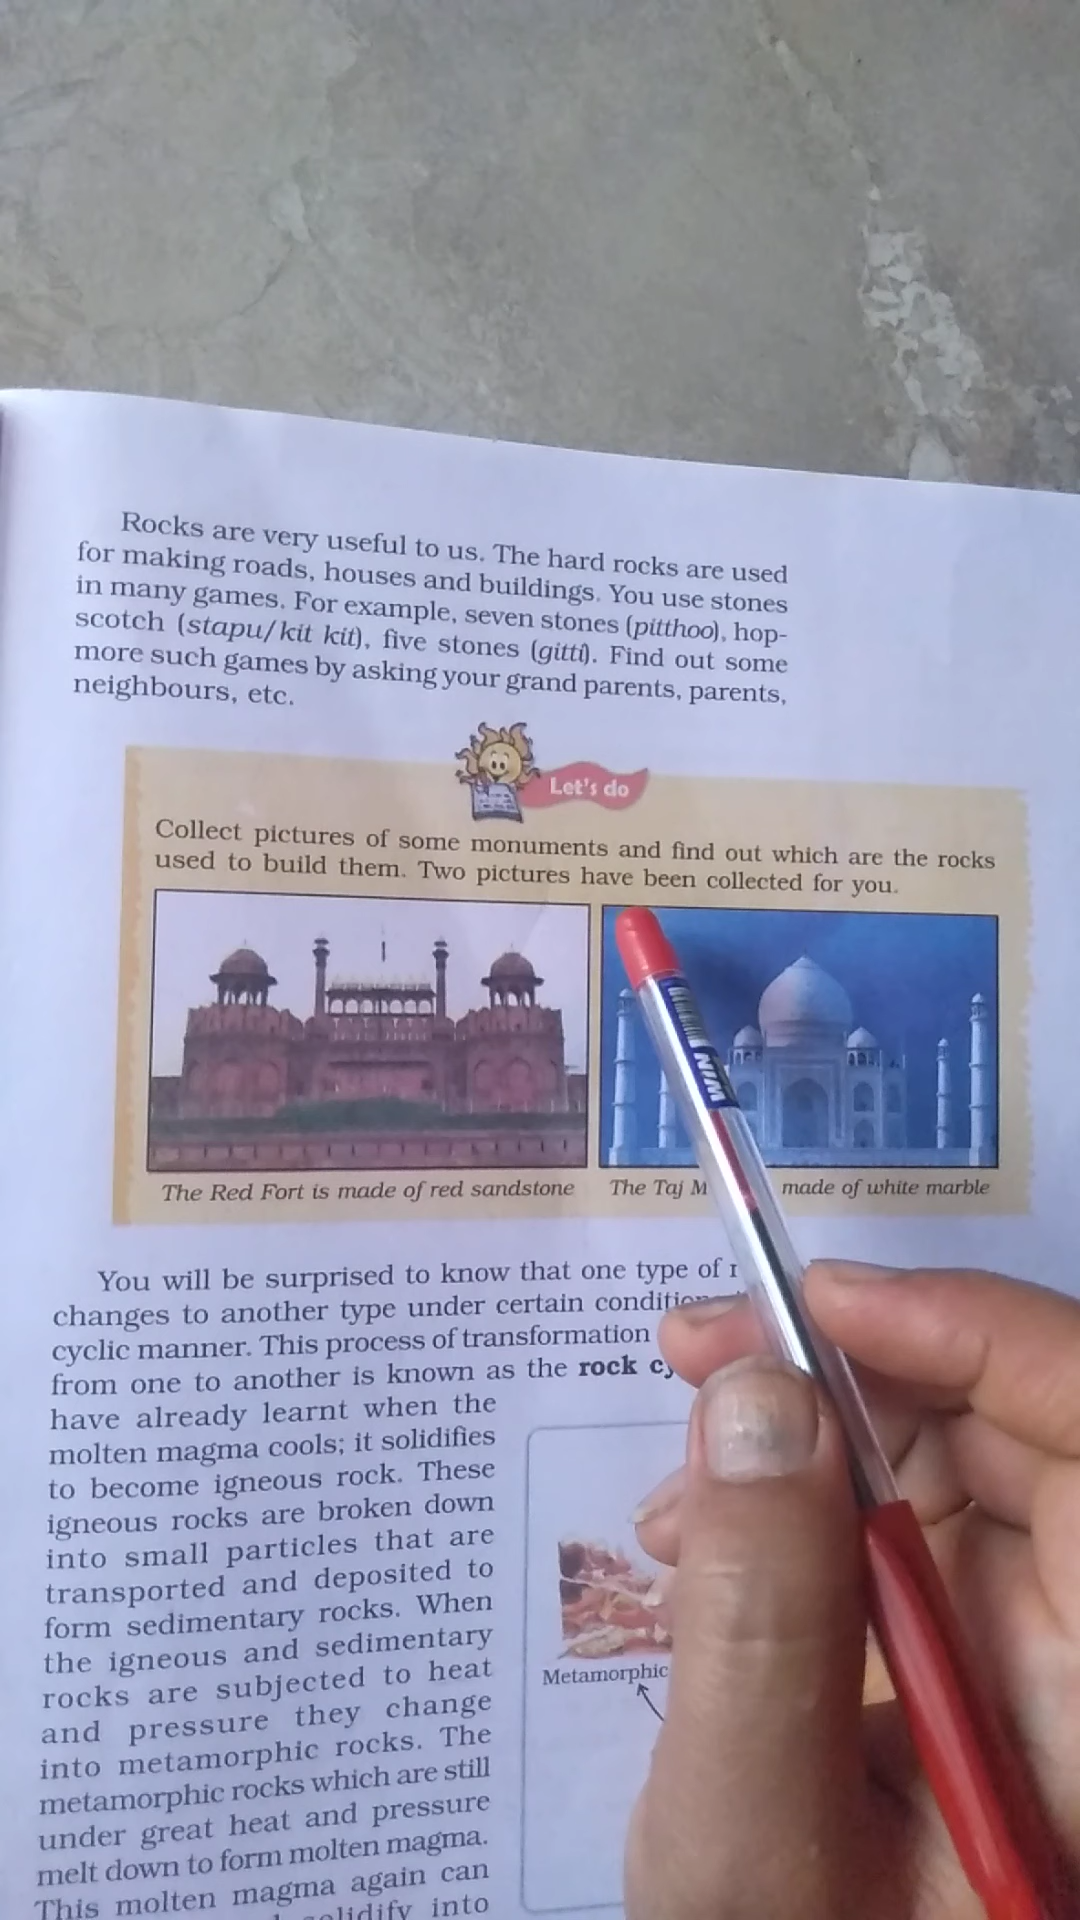 Rocks are very useful to us. The hard rocks are used
for making roads, houses and buildings. You use stones
in many games. For example, seven stones (pitthoo), hop-
scotch (stapu/kit kit), five stones (gitti). Find out some
more such games by asking your grand parents, parents,
neighbours, etc.
Let's do
Collect pictures of some monuments and find out which are the rocks
used to build them. Two pictures have been collected for you.
WIN
The Red Fort is made of red sandstone
The Taj made of white marble
You will be surprised to know that one type of
changes to another type under certain
cyclic manner. This process of transformation
from one to another is known as the rock
have already learnt when the
molten magma cools; it solidifies
to become igneous rock. These
igneous rocks are broken down
into small particles that are
transported and deposited to
form sedimentary rocks. When
the igneous and sedimentary
rocks are subjected to heat
and pressure they change
into metamorphic rocks. The
metamorphic rocks which are still
under great heat and pressure
melt down to form molten magma.
This molten magma again can
into
Metamorphic